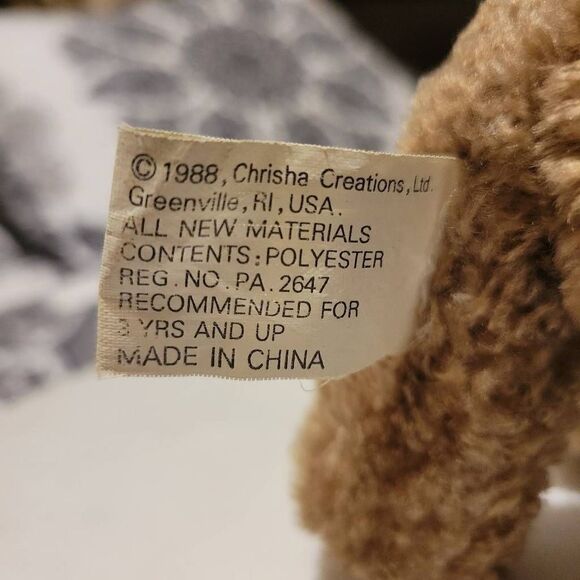 © 1988, Chrisha Creations, Ltd.
Greenville, RI, USA.
ALL NEW MATERIALS
CONTENTS: POLYESTER
REG. NO. PA. 2647
RECOMMENDED FOR
3 YRS AND UP
MADE IN CHINA